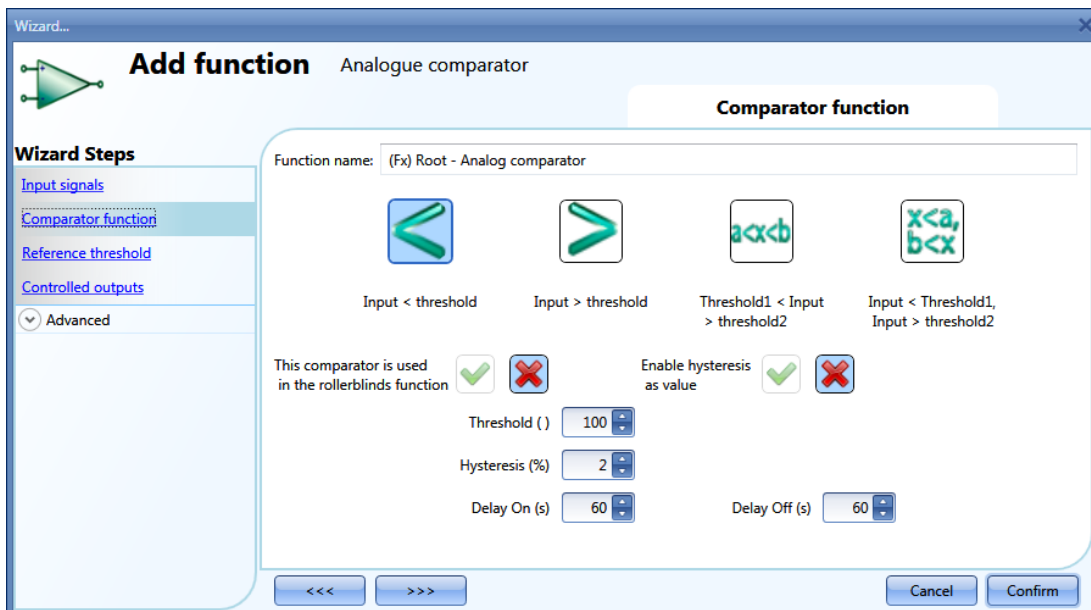 Wizard...
Add function Analogue comparator
Comparator function
Wizard Steps
Input signals
Comparator function
Reference threshold
Controlled outputs
Advanced
Function name: (Fx) Root - Analog comparator
< > a<x<b x<a,
b<x
Input < threshold
Input > threshold
Threshold1 < Input
> threshold2
Input < Threshold1,
Input > threshold2
This comparator is used
in the rollerblinds function
Enable hysteresis
as value
Threshold ( ) 100
Hysteresis (%) 2
Delay On (s) 60 Delay Off (s) 60
<<< >>> Cancel Confirm